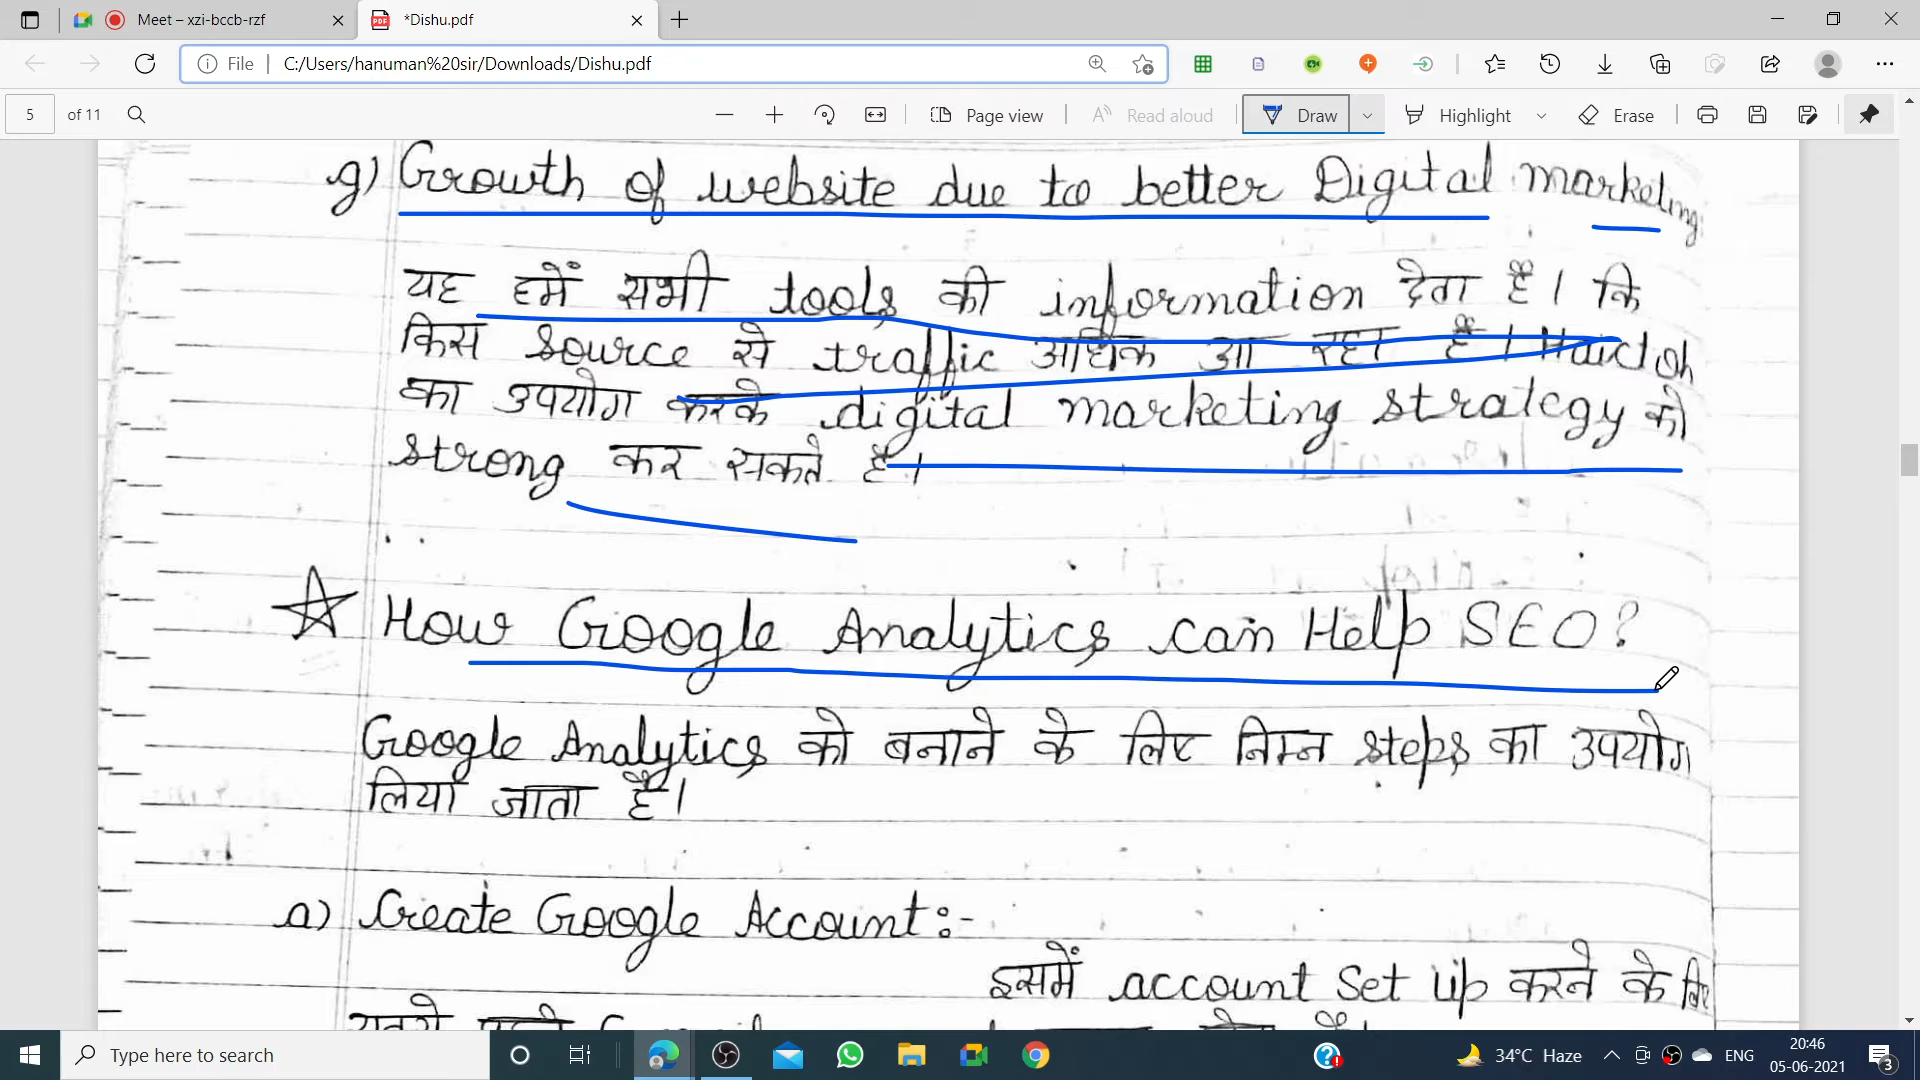 Meet – xzi-bccb-rzf
*Dishu.pdf
File
C:/Users/hanuman%20sir/Downloads/Dishu.pdf
5 of 11
Page view
Read aloud
Draw
Highlight
Erase
g) Growth of website due to better Digital marketing
यह हमें सभी tools की information देता है। कि
किस source से traffic अधिक आ रहा है।
का उपयोग करके digital marketing strategy को
strong कर सकते है।
How Google Analytics can Help SEO?
Google Analytics को बनाने के लिए निम्न steps का उपयोग
लिया जाता है।
a) Create Google Account:-
इसमें account Set up करने के
Type here to search
34°C Haze
ENG
20:46
05-06-2021
3